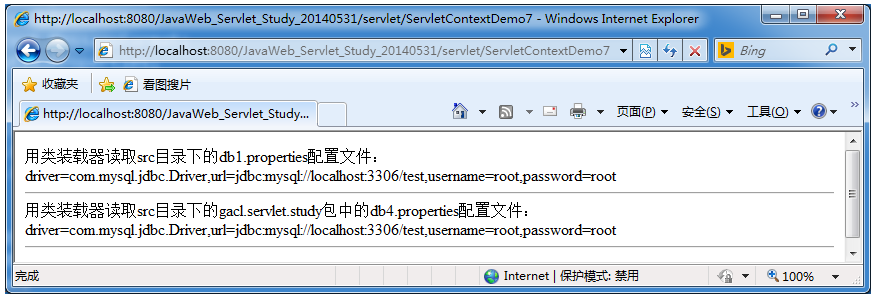 http://localhost:8080/JavaWeb_Servlet_Study_20140531/servlet/ServletContextDemo7 - Windows Internet Explorer
http://localhost:8080/JavaWeb_Servlet_Study_20140531/servlet/ServletContextDemo7
Bing
收藏夹 看图搜片
http://localhost:8080/JavaWeb_Servlet_Study... 页面(P) 安全(S) 工具(O)
用类装载器读取src目录下的db1.properties配置文件：
driver=com.mysql.jdbc.Driver,url=jdbc:mysql://localhost:3306/test,username=root,password=root
用类装载器读取src目录下的gacl.servlet.study包中的db4.properties配置文件：
driver=com.mysql.jdbc.Driver,url=jdbc:mysql://localhost:3306/test,username=root,password=root
完成 Internet | 保护模式: 禁用 100%